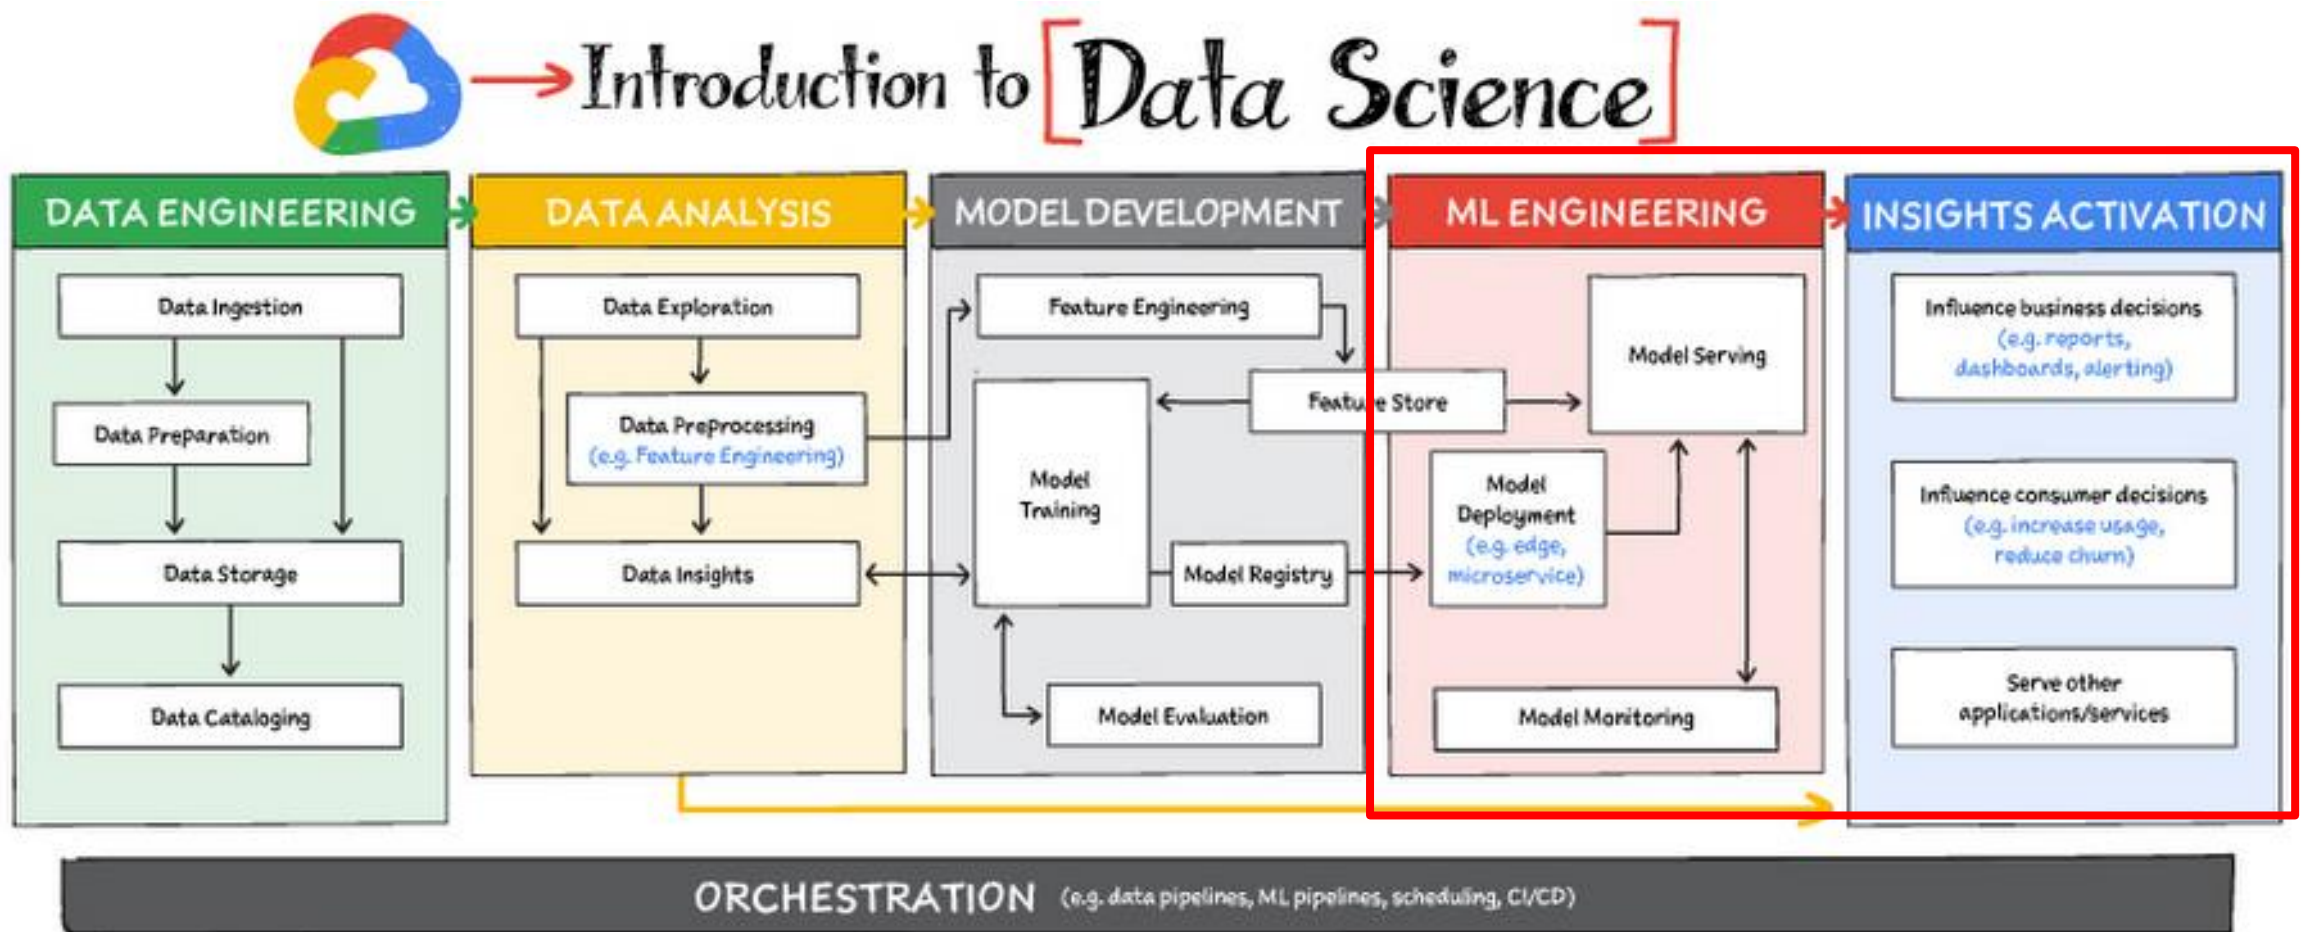 Introduction to [Data Science]
DATA ENGINEERING
Data Ingestion
Data Preparation
Data Storage
Data Cataloging
DATA ANALYSIS
Data Exploration
Data Preprocessing
(e.g. Feature Engineering)
Data Insights
MODEL DEVELOPMENT
Feature Engineering
Feature Store
Model
Training
Model Registry
Model Evaluation
ML ENGINEERING
Model Serving
Model
Deployment
(e.g. edge,
microservice)
Model Monitoring
INSIGHTS ACTIVATION
Influence business decisions
(e.g. reports,
dashboards, alerting)
Influence consumer decisions
(e.g. increase usage,
reduce churn)
Serve other
applications/services
ORCHESTRATION (e.g. data pipelines, ML pipelines, scheduling, CI/CD)